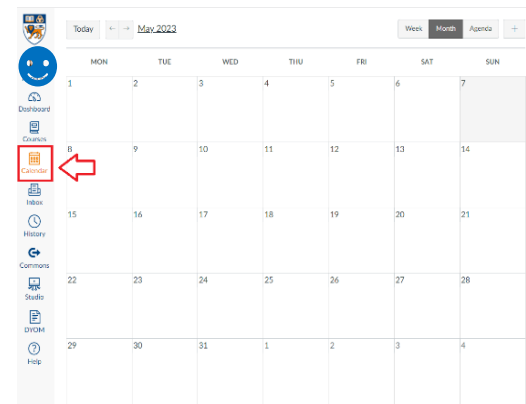 Today ← → May 2023 Week Month Agenda +
MON TUE WED THU FRI SAT SUN
Dashboard
Courses
Calendar
Inbox
History
Commons
Studio
DYOM
Help
1 2 3 4 5 6 7
8 9 10 11 12 13 14
15 16 17 18 19 20 21
22 23 24 25 26 27 28
29 30 31 1 2 3 4